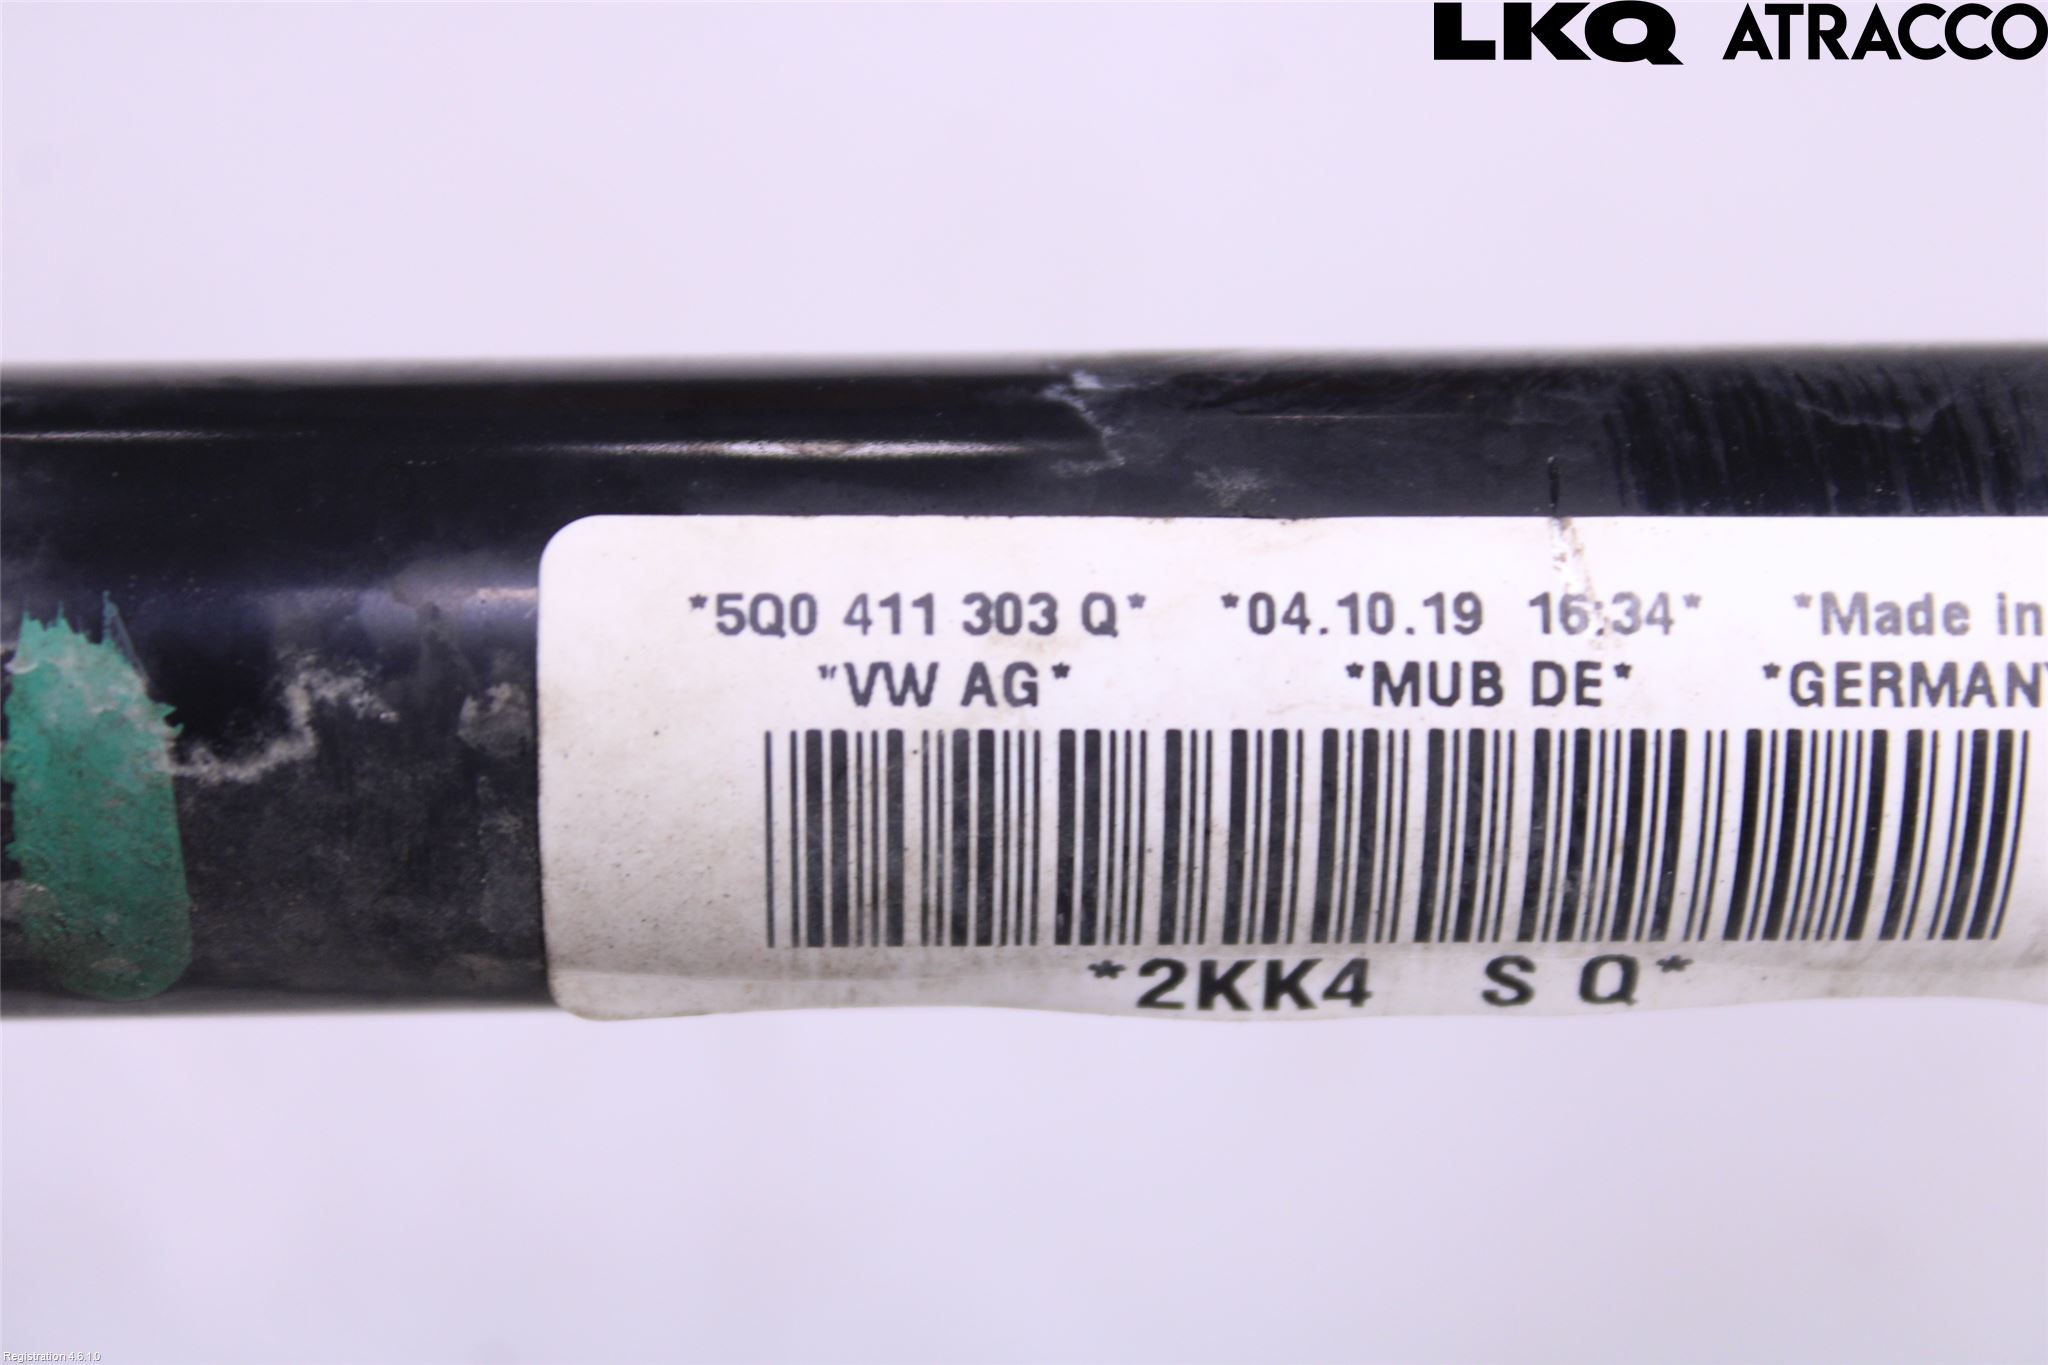 LKQ ATRACCO
*5Q0 411 303 Q* *04.10.19 16:34* *Made in
"VW AG* *MUB DE* *GERMANY
*2KK4 S Q*
Registration 4.6.1.0